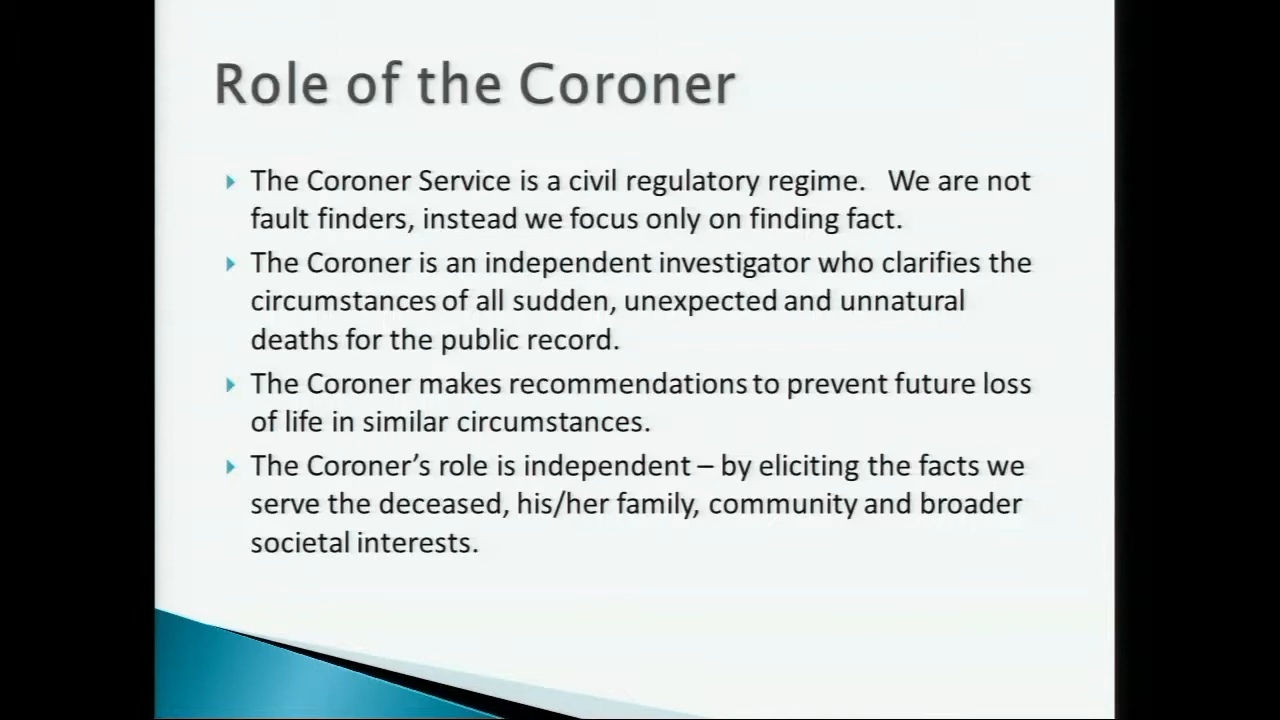 Role of the Coroner
The Coroner Service is a civil regulatory regime.   We are not
fault finders, instead we focus only on finding fact.
The Coroner is an independent investigator who clarifies the
circumstances of all sudden, unexpected and unnatural
deaths for the public record.
The Coroner makes recommendations to prevent future loss
of life in similar circumstances.
The Coroner’s role is independent – by eliciting the facts we
serve the deceased, his/her family, community and broader
societal interests.